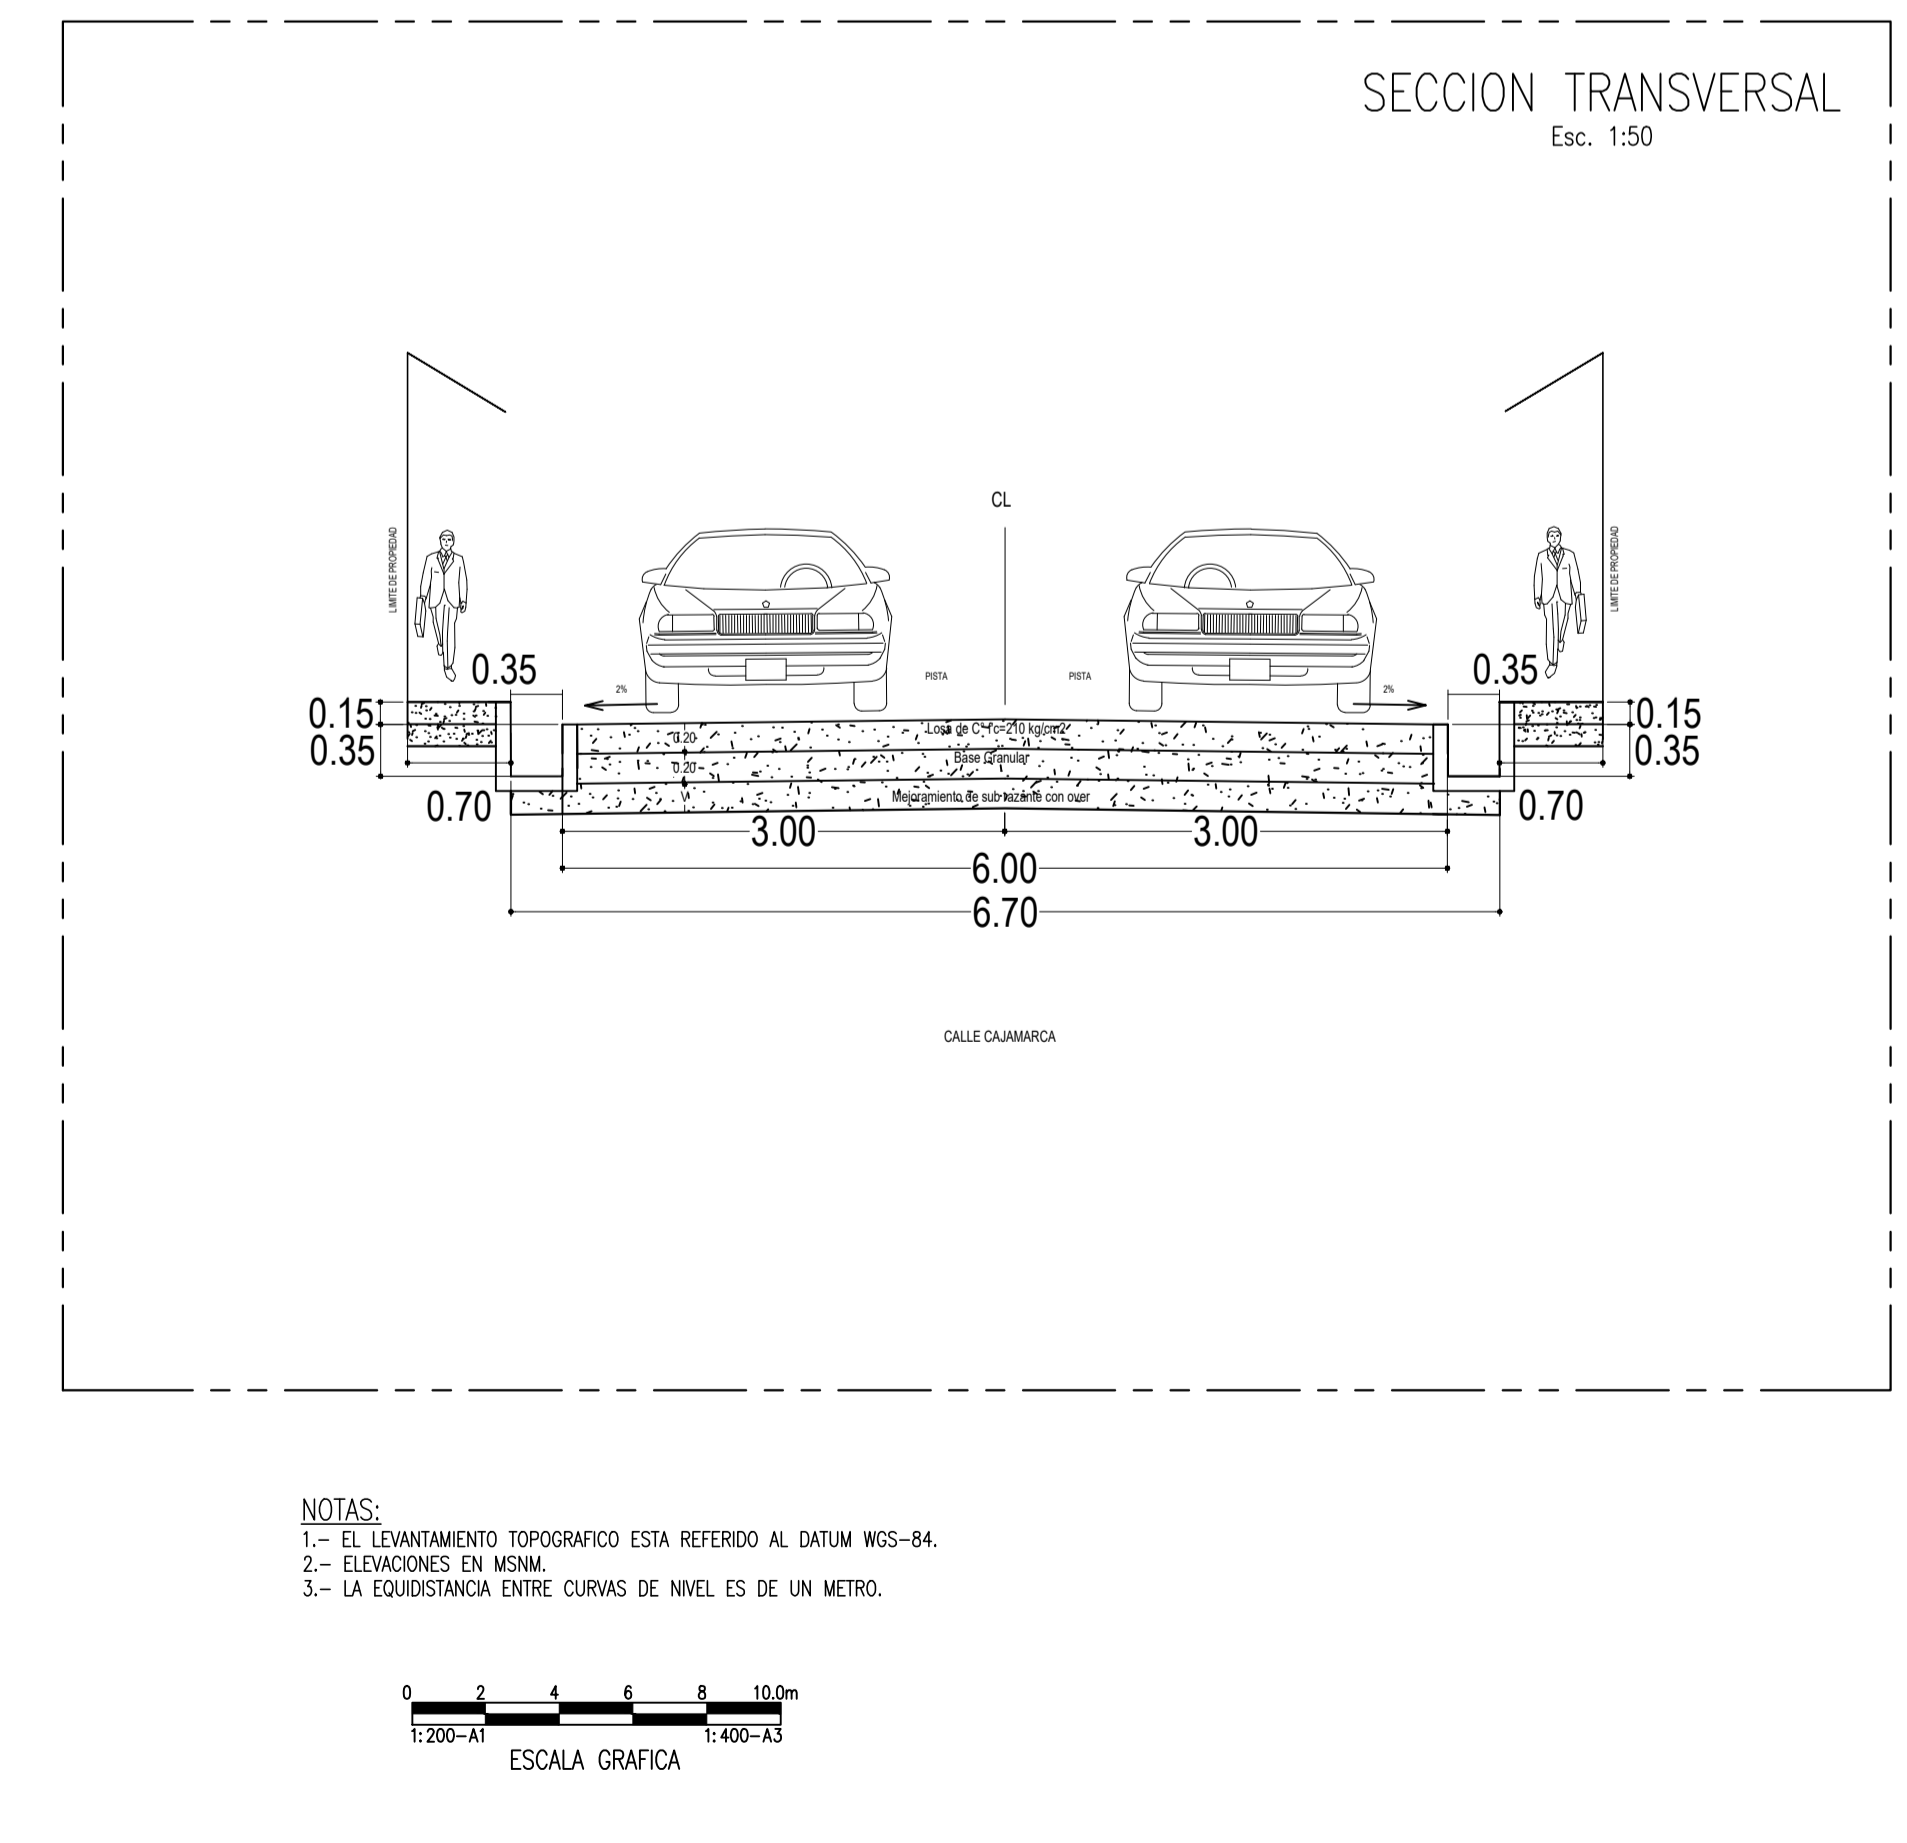 SECCION TRANSVERSAL
Esc. 1:50
CL
LIMITE DE PROPIEDAD
LIMITE DE PROPIEDAD
0.35
0.35
2%
PISTA
PISTA
2%
0.15
0.35
0.15
0.35
Losa de C° f'c=210 kg/cm2
0.20
Base Granular
0.20
Mejoramiento de sub razante con over
V
0.70
0.70
3.00
3.00
6.00
6.70
CALLE CAJAMARCA
NOTAS:
1.- EL LEVANTAMIENTO TOPOGRAFICO ESTA REFERIDO AL DATUM WGS-84.
2.- ELEVACIONES EN MSNM.
3.- LA EQUIDISTANCIA ENTRE CURVAS DE NIVEL ES DE UN METRO.
0 2 4 6 8 10.0m
1:200-A1 1:400-A3
ESCALA GRAFICA